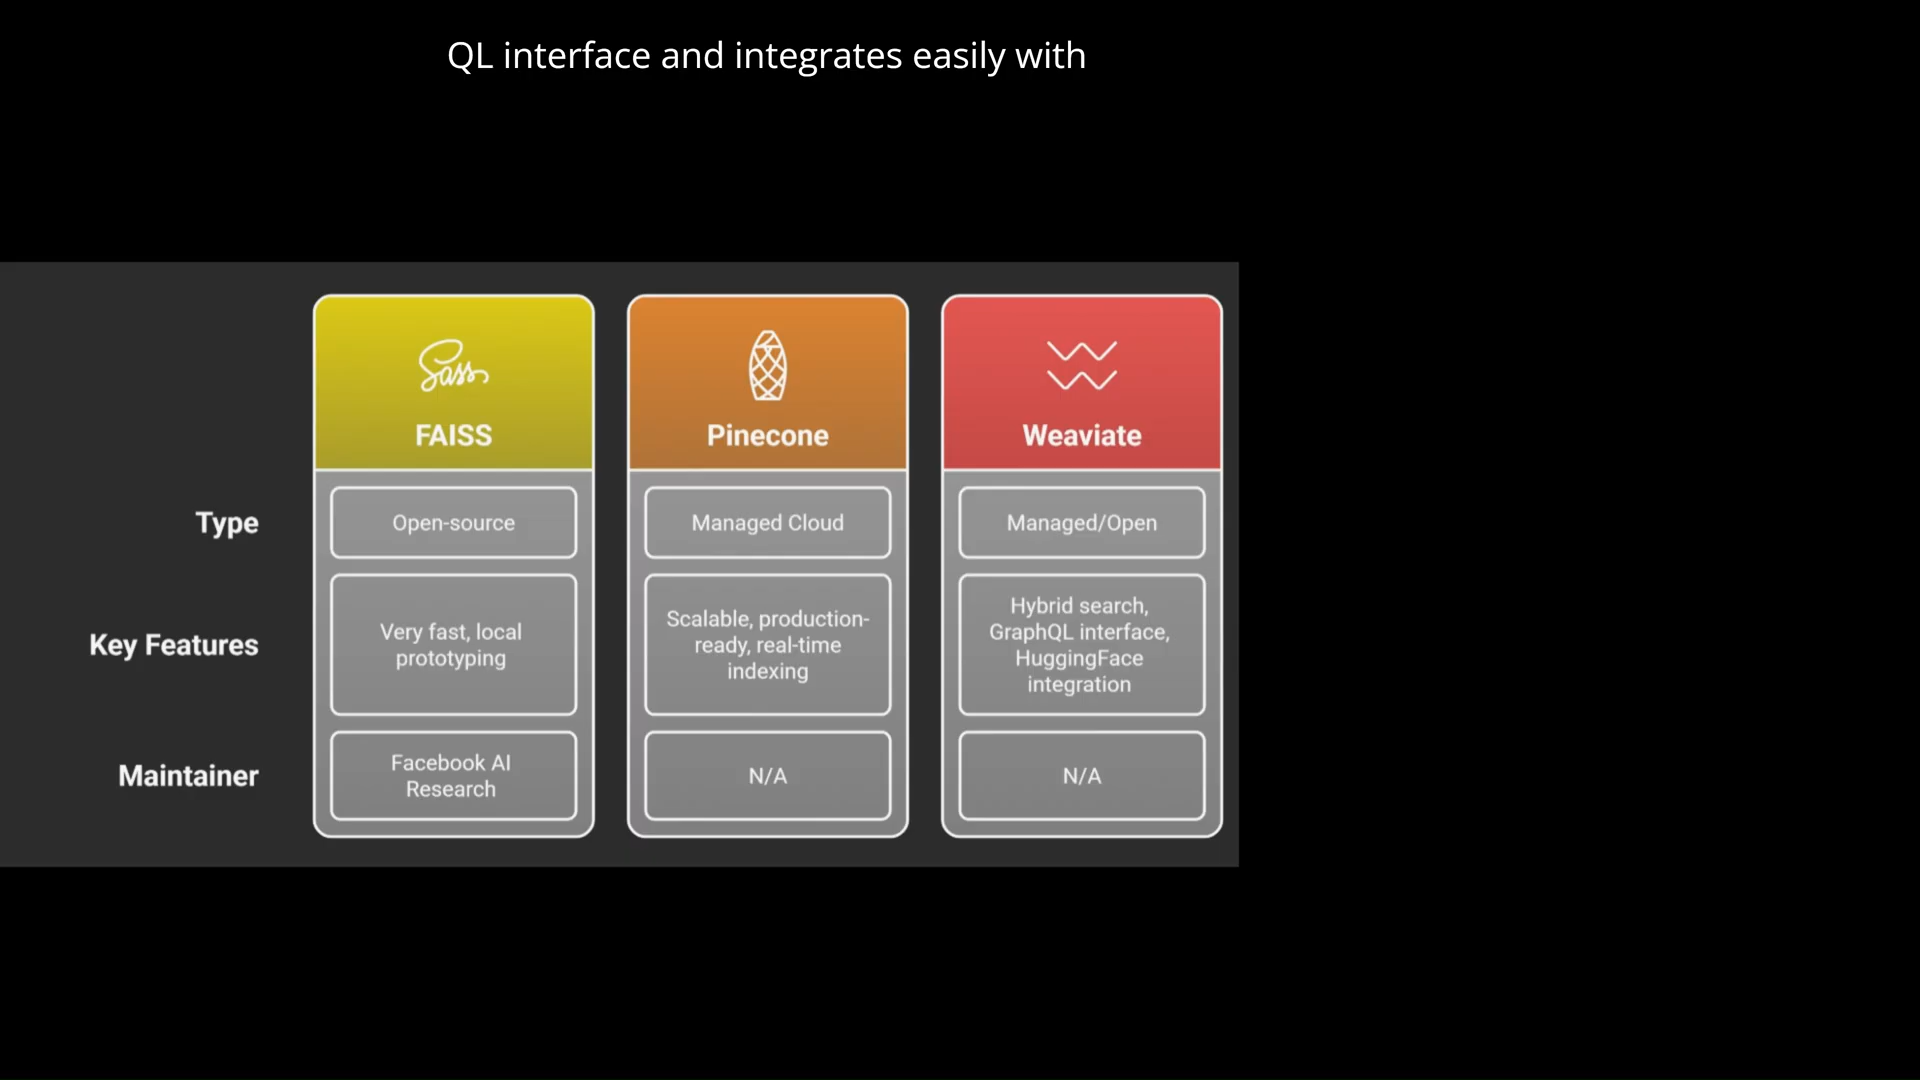 QL interface and integrates easily with
Sass
FAISS
Pinecone
Weaviate
Type
Open-source
Managed Cloud
Managed/Open
Key Features
Very fast, local
prototyping
Scalable, production-
ready, real-time
indexing
Hybrid search,
GraphQL interface,
HuggingFace
integration
Maintainer
Facebook AI
Research
N/A
N/A